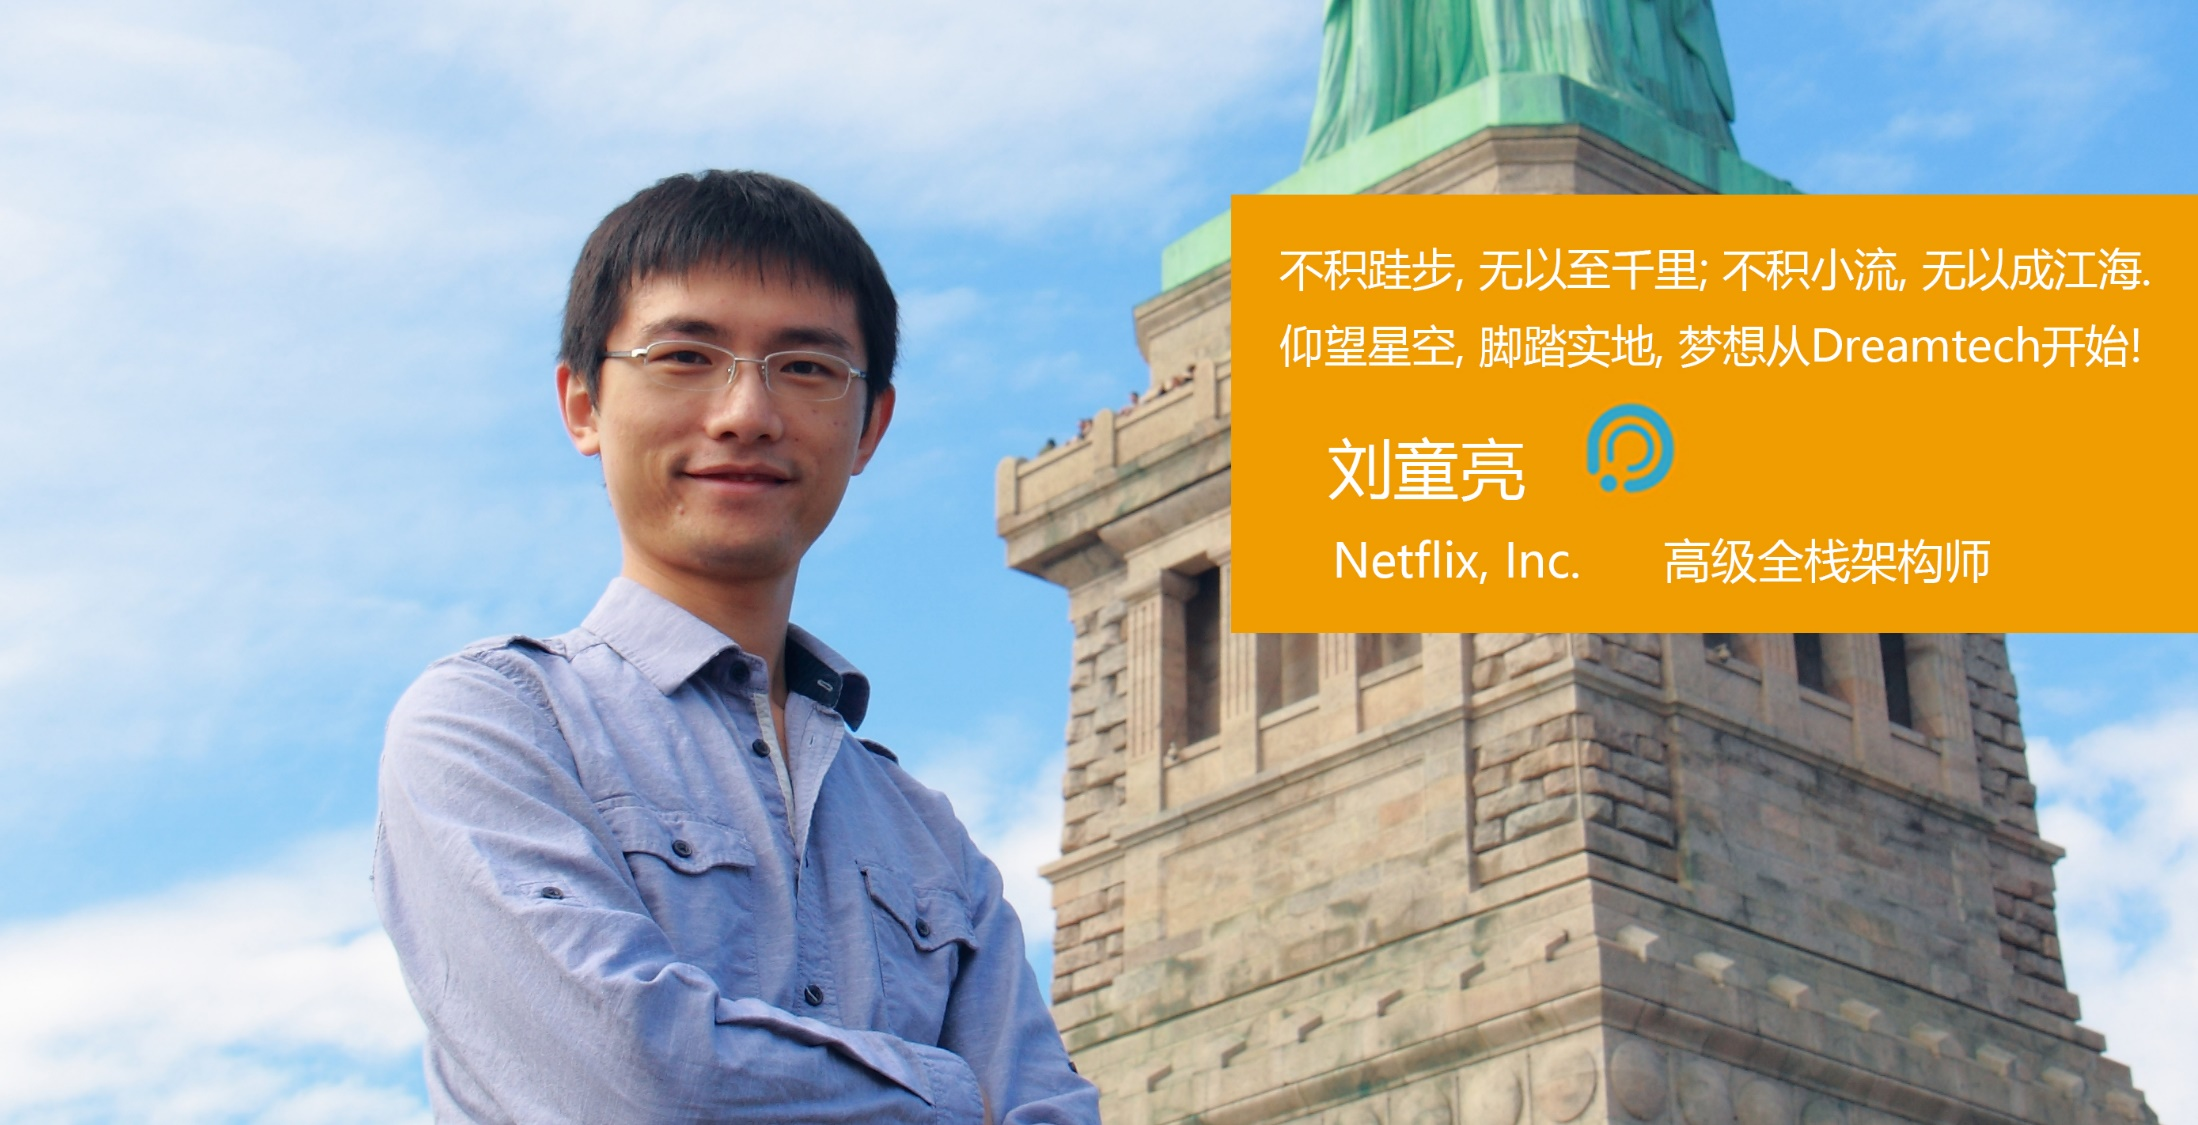 不积跬步, 无以至千里; 不积小流, 无以成江海.
仰望星空, 脚踏实地, 梦想从Dreamtech开始!
刘童亮
Netflix, Inc. 高级全栈架构师